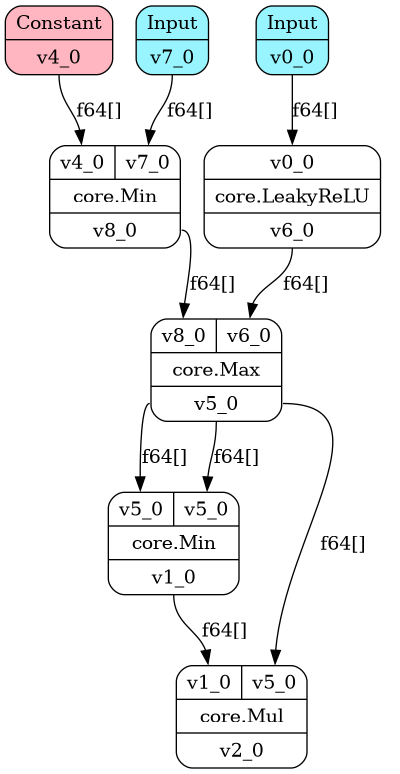 Constant
v4_0
Input
v7_0
Input
v0_0
f64[]
f64[]
f64[]
v4_0 v7_0
core.Min
v8_0
v0_0
core.LeakyReLU
v6_0
f64[]
f64[]
v8_0 v6_0
core.Max
v5_0
f64[]
f64[]
f64[]
v5_0 v5_0
core.Min
v1_0
f64[]
v1_0 v5_0
core.Mul
v2_0